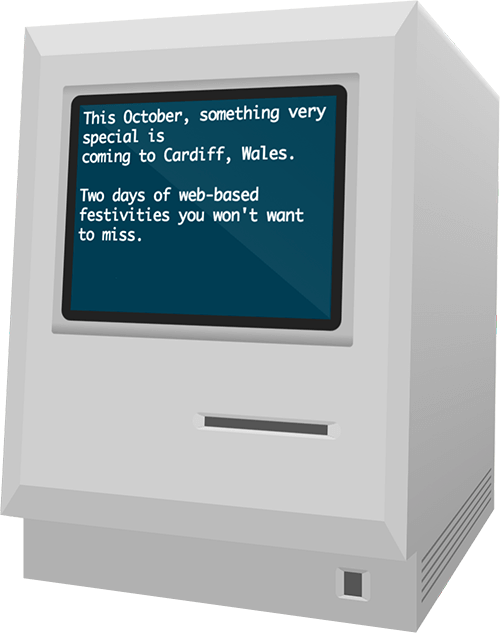 This October, something very
special is
coming to Cardiff, Wales.
Two days of web-based
festivities you won't want
to miss.